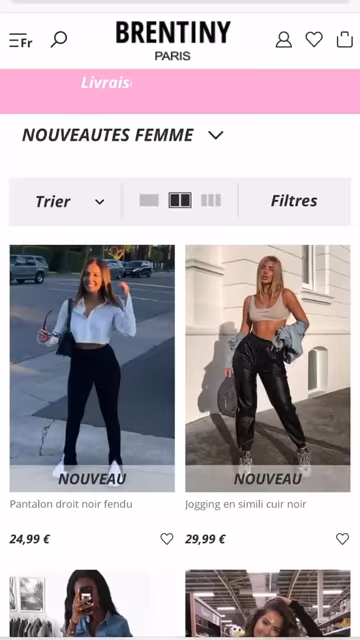 Fr
BRENTINY
PARIS
Livrais
NOUVEAUTES FEMME
Trier
Filtres
NOUVEAU
NOUVEAU
Pantalon droit noir fendu
Jogging en simili cuir noir
24,99 €
29,99 €